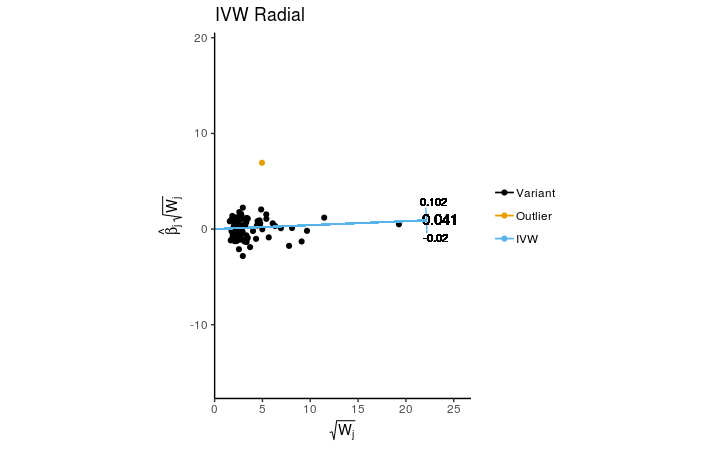 IVW Radial
20
10
0
-10
β̂j√Wj
0.102
0.041
-0.02
Variant
Outlier
IVW
0 5 10 15 20 25
√Wj